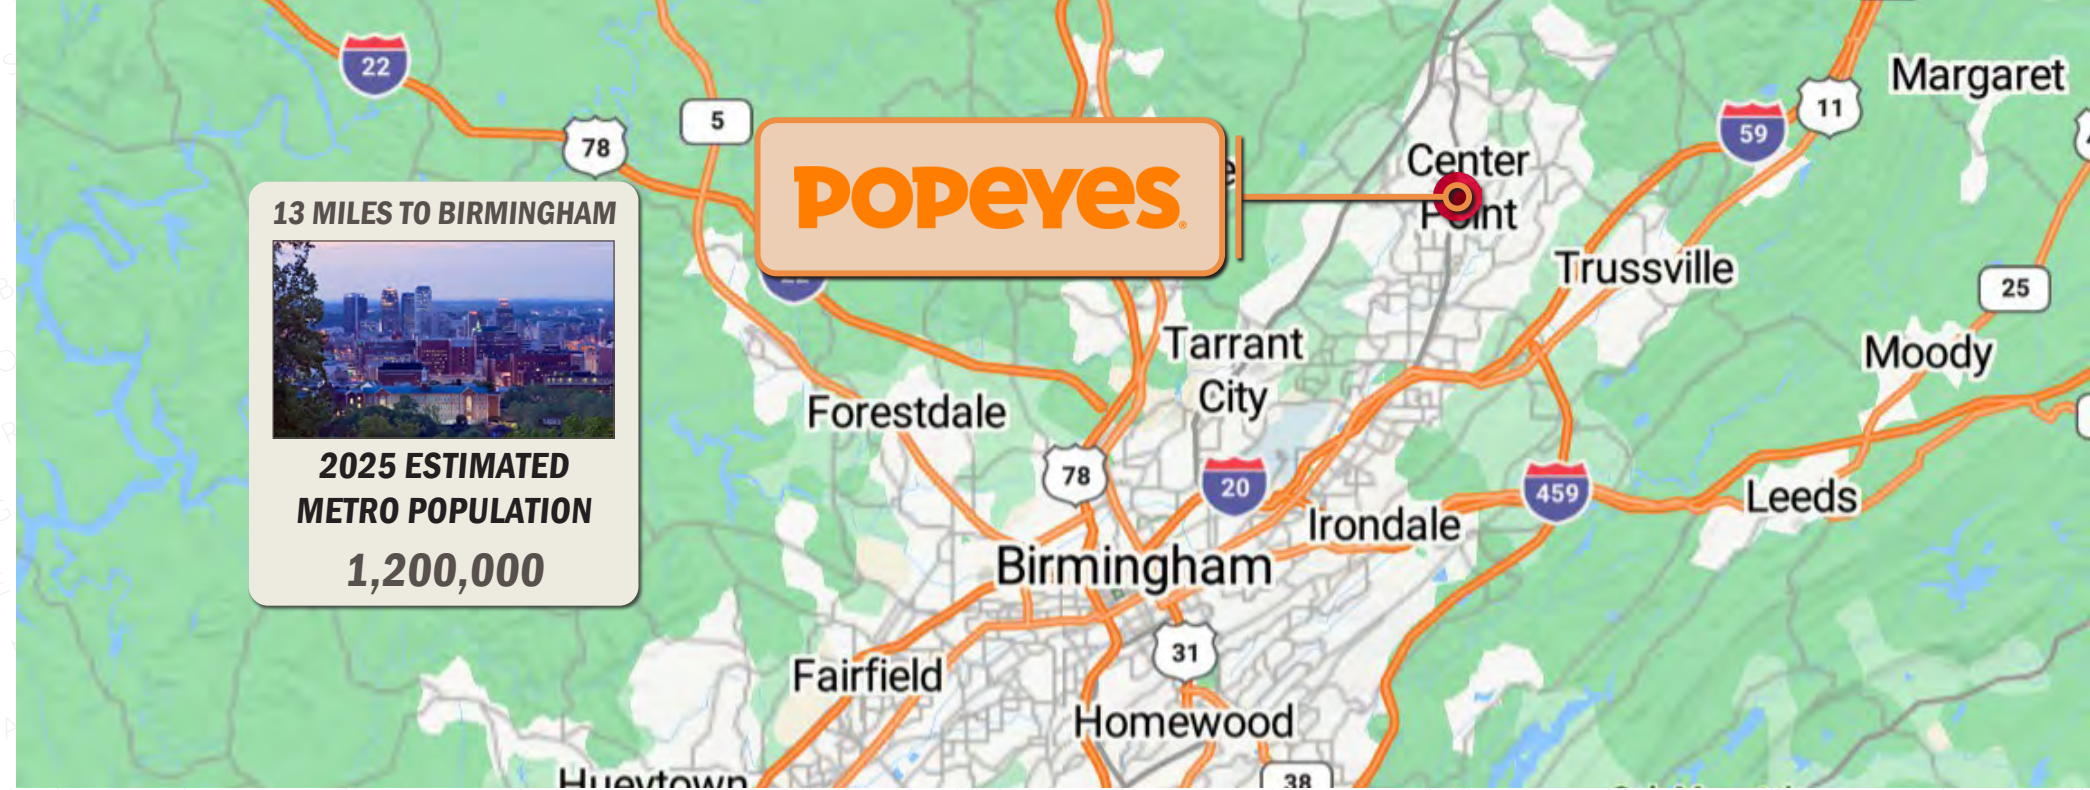 22
5
78
11
59
Margaret
Center
Point
POPEYES®
e
13 MILES TO BIRMINGHAM
Trussville
25
Tarrant
City
Moody
Forestdale
2025 ESTIMATED
METRO POPULATION
1,200,000
78
20
459
Leeds
Irondale
Birmingham
31
Fairfield
Homewood
Hueytown
38